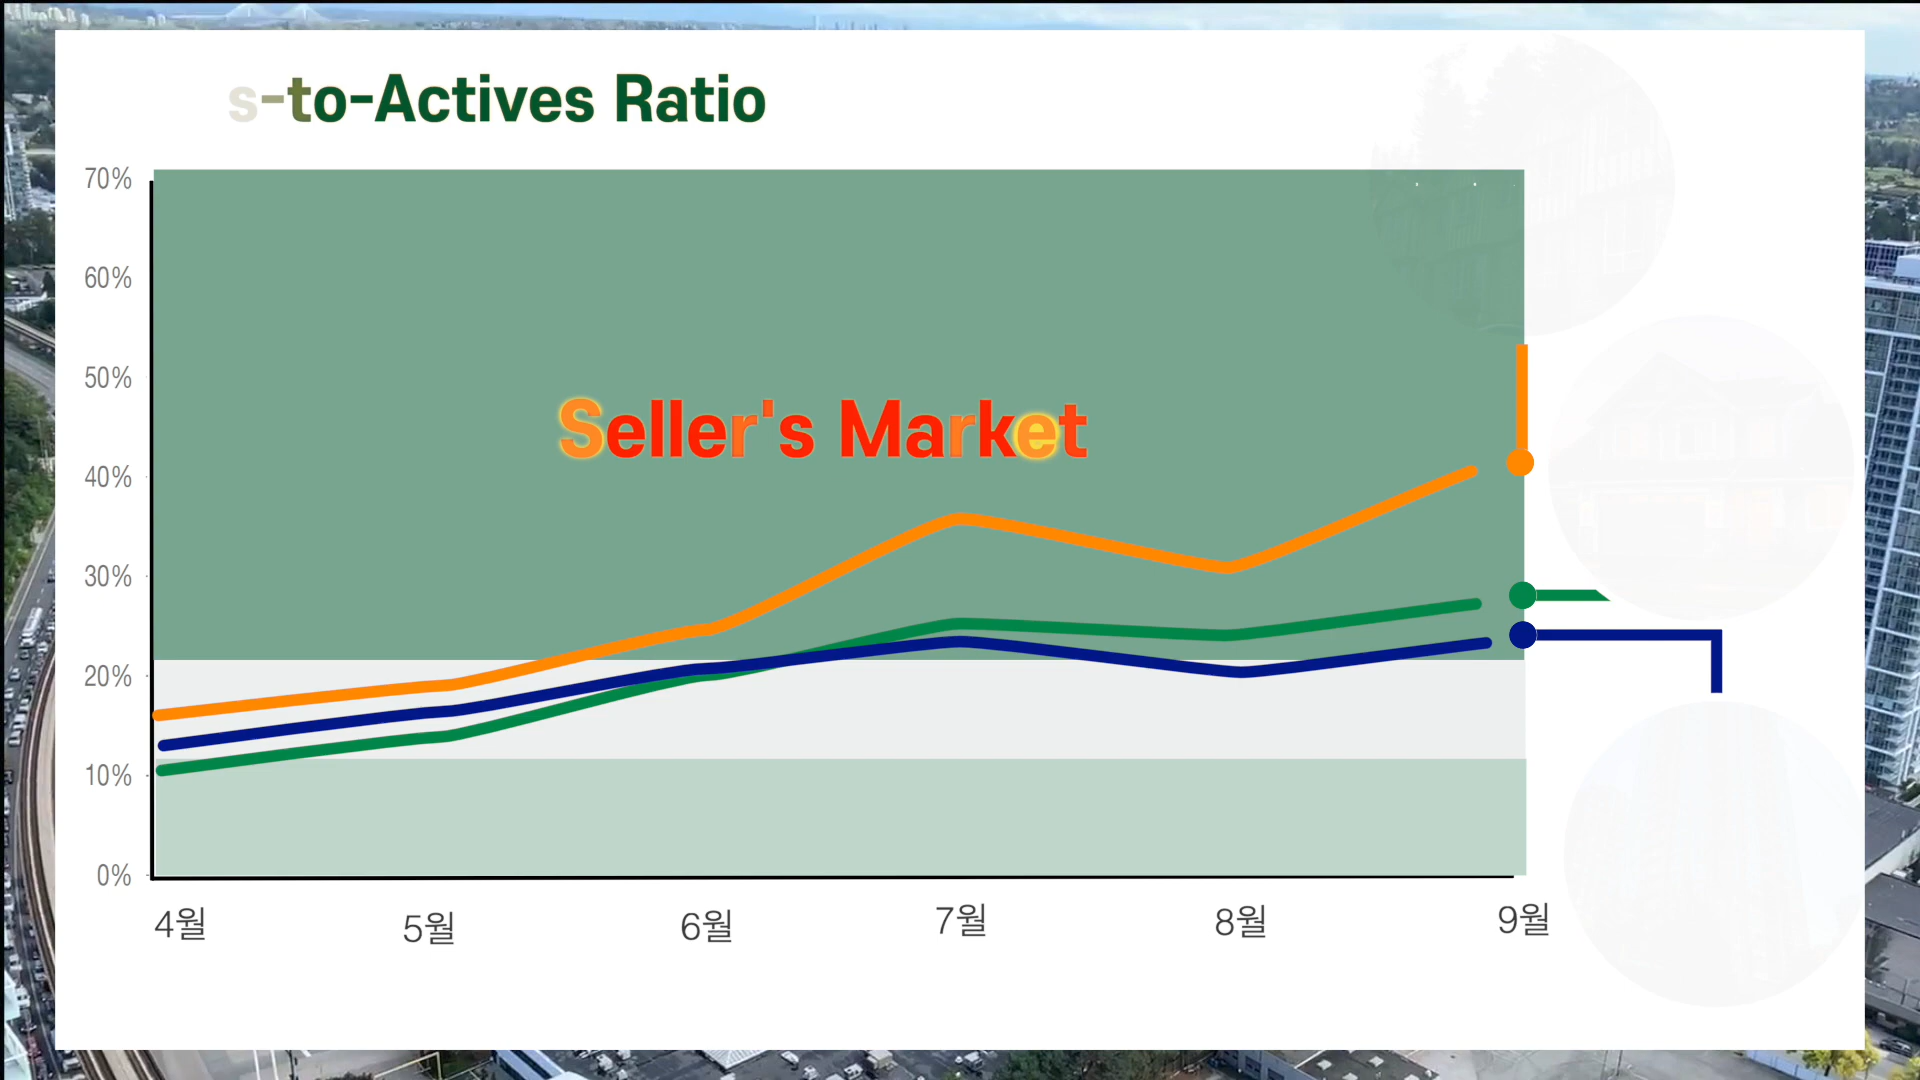 s-to-Actives Ratio
70%
60%
50%
Seller's Market
40%
30%
20%
10%
0%
4월 5월 6월 7월 8월 9월